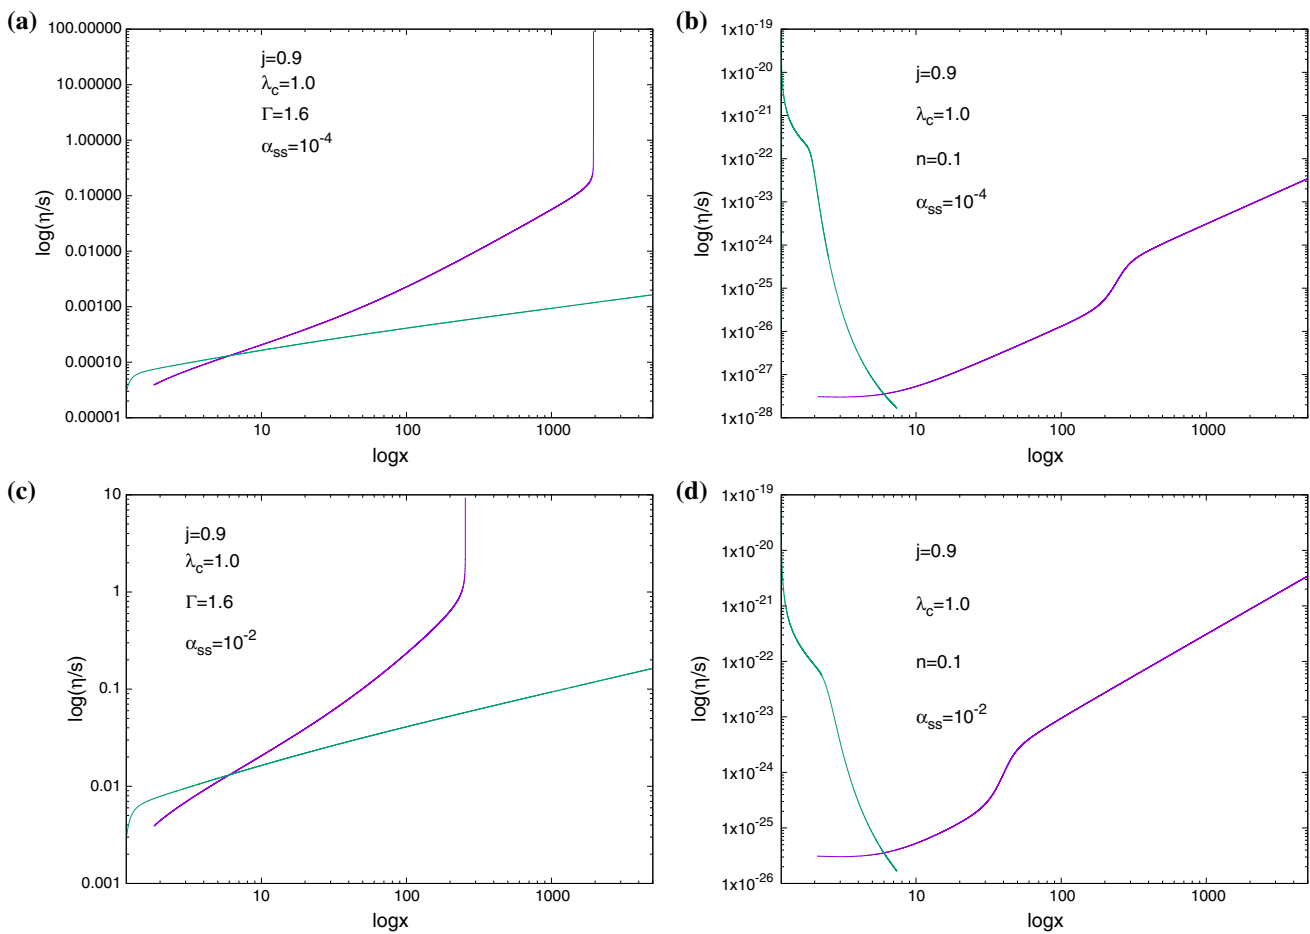 (a)
100.00000
10.00000
1.00000
0.10000
0.01000
0.00100
0.00010
0.00001
log(η/s)
j=0.9
λc=1.0
Γ=1.6
αss=10-4
10
100
1000
logx
(b)
1x10-19
1x10-20
1x10-21
1x10-22
1x10-23
1x10-24
1x10-25
1x10-26
1x10-27
1x10-28
log(η/s)
j=0.9
λc=1.0
n=0.1
αss=10-4
10
100
1000
logx
(c)
10
1
0.1
0.01
0.001
log(η/s)
j=0.9
λc=1.0
Γ=1.6
αss=10-2
10
100
1000
logx
(d)
1x10-19
1x10-20
1x10-21
1x10-22
1x10-23
1x10-24
1x10-25
1x10-26
log(η/s)
j=0.9
λc=1.0
n=0.1
αss=10-2
10
100
1000
logx